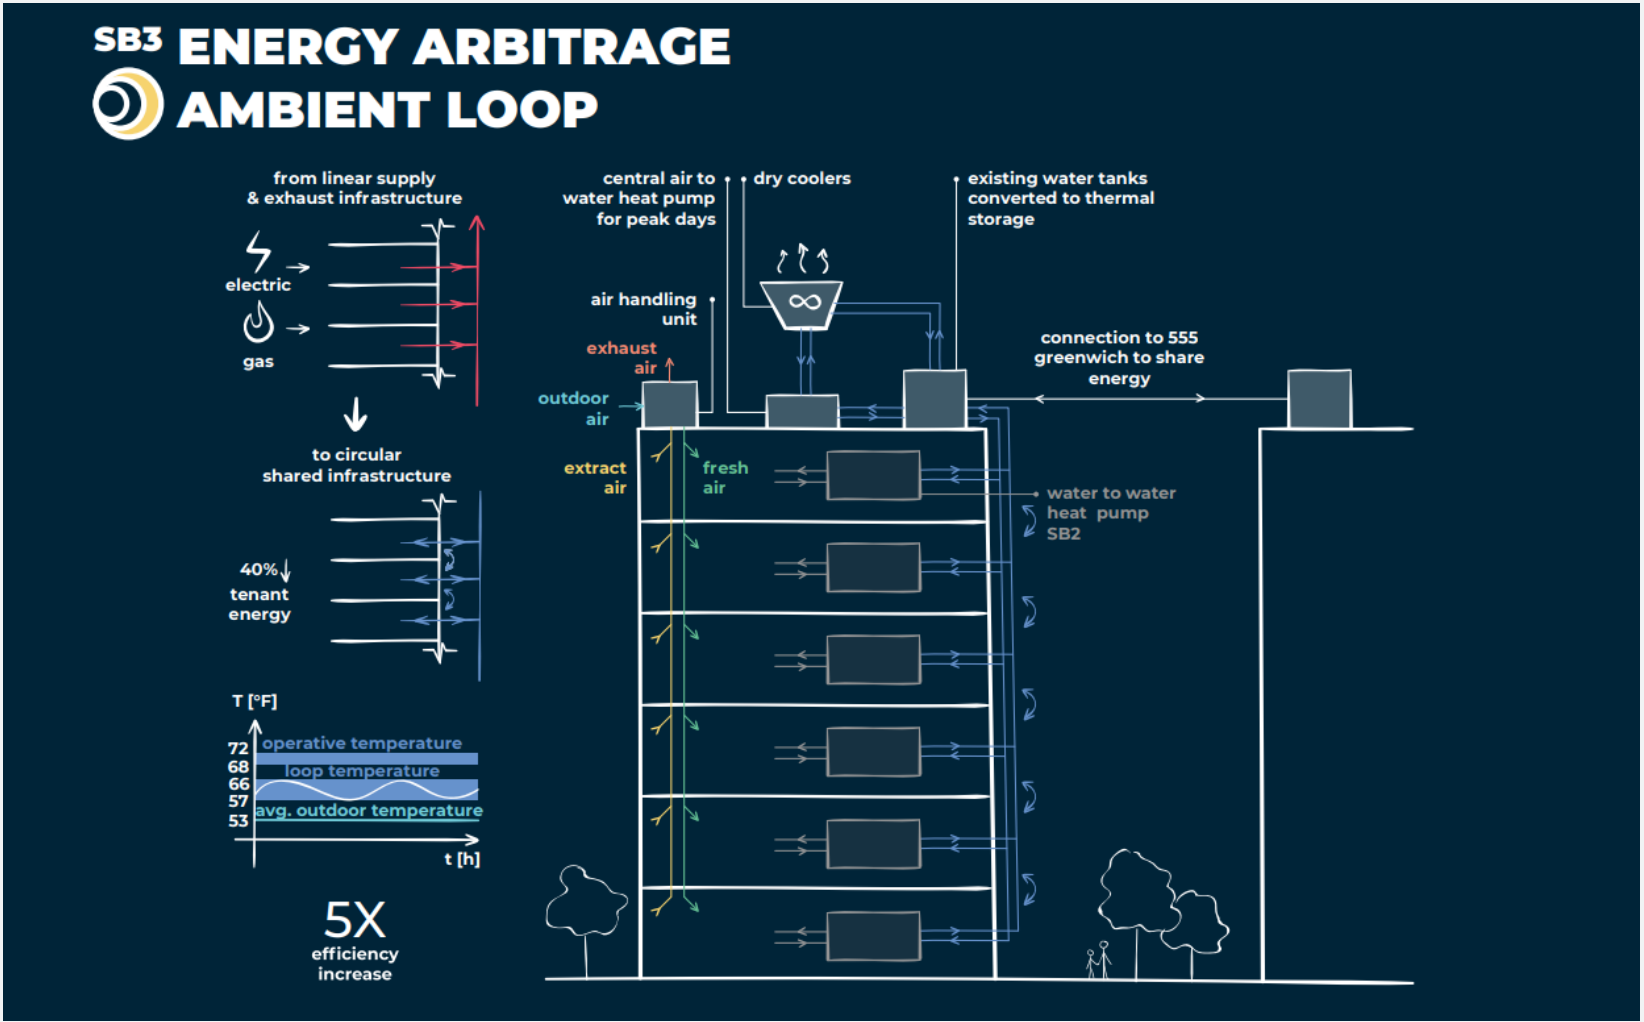 SB3 ENERGY ARBITRAGE
AMBIENT LOOP
from linear supply
& exhaust infrastructure
electric
gas
to circular
shared infrastructure
40%
tenant
energy
T [°F]
72
68
66
57
53
operative temperature
loop temperature
avg. outdoor temperature
t [h]
5X
efficiency
increase
central air to
water heat pump
for peak days
dry coolers
existing water tanks
converted to thermal
storage
air handling
unit
exhaust
air
outdoor
air
extract
air
fresh
air
connection to 555
greenwich to share
energy
water to water
heat pump
SB2